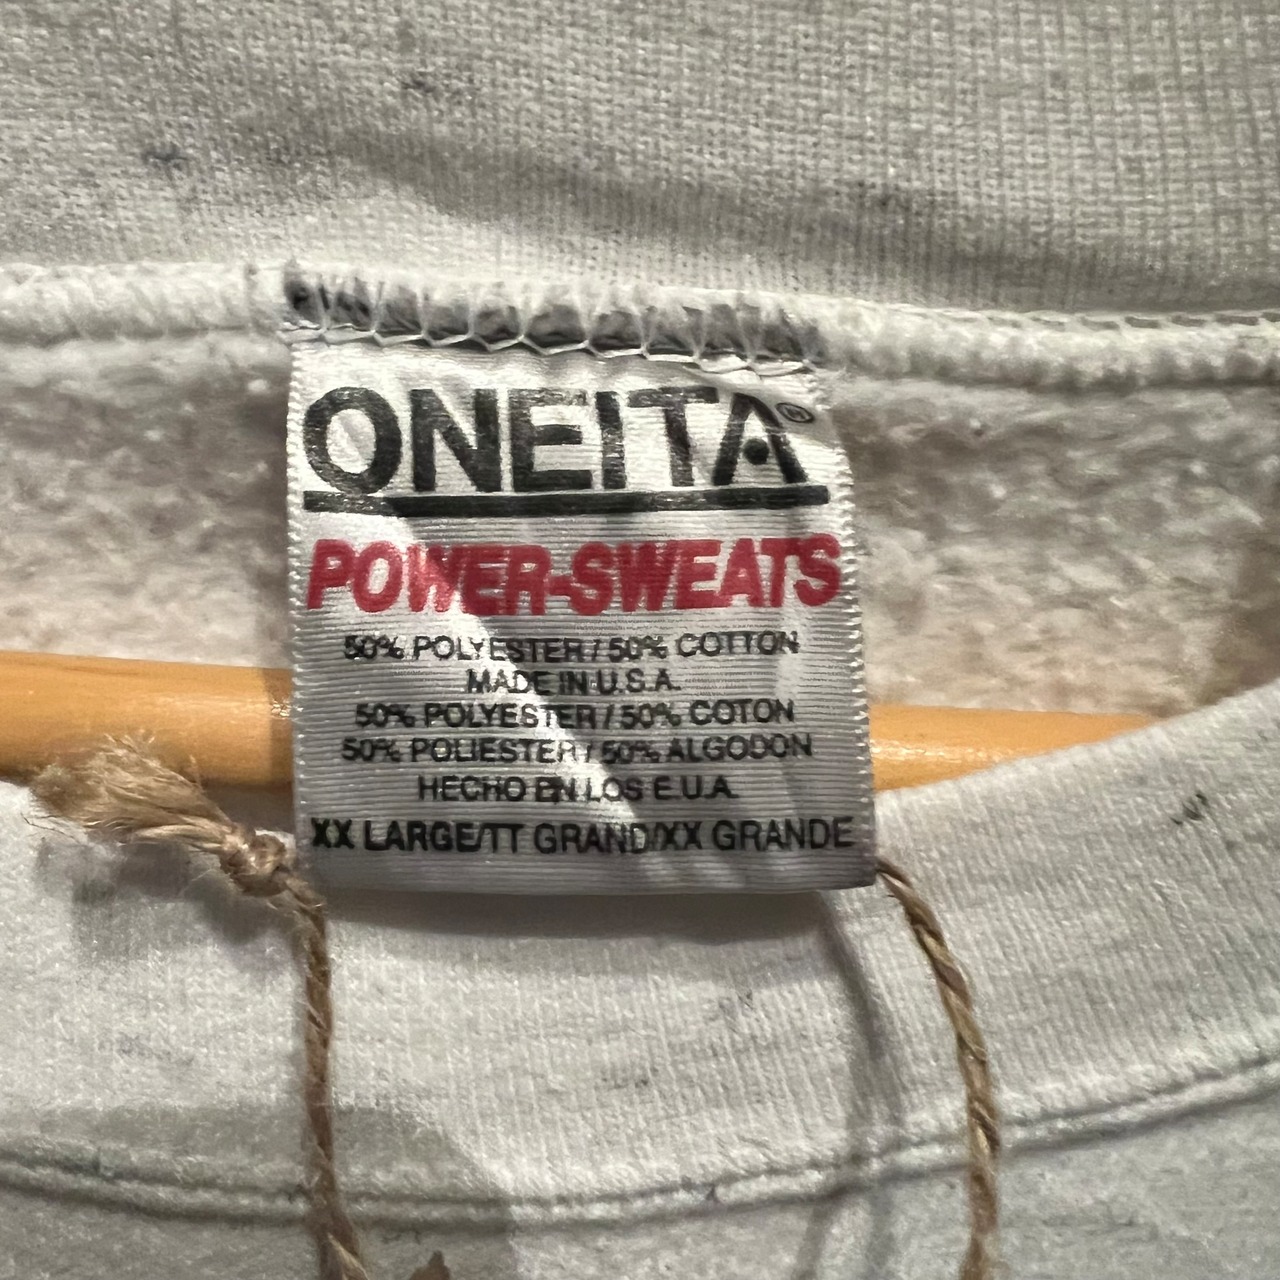 ONEITA®
POWER-SWEATS
50% POLYESTER / 50% COTTON
MADE IN U.S.A.
50% POLYESTER / 50% COTON
50% POLIESTER / 50% ALGODON
HECHO EN LOS E.U.A.
XX LARGE/TT GRAND/XX GRANDE